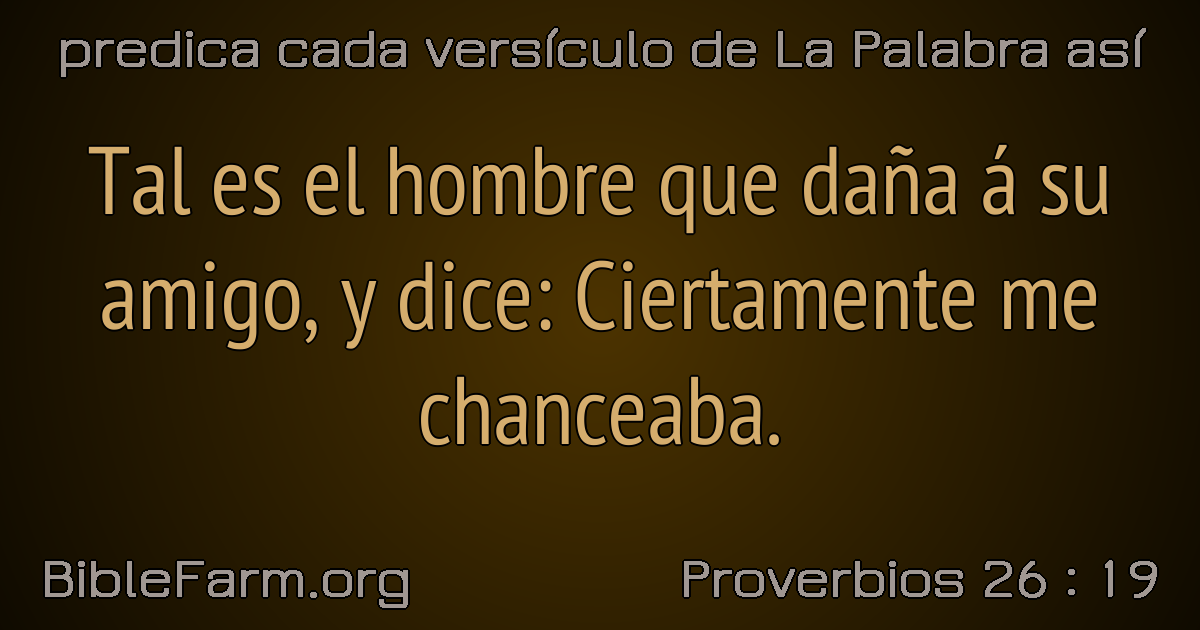 predica cada versículo de La Palabra así
Tal es el hombre que daña á su
amigo, y dice: Ciertamente me
chanceaba.
BibleFarm.org
Proverbios 26 : 19